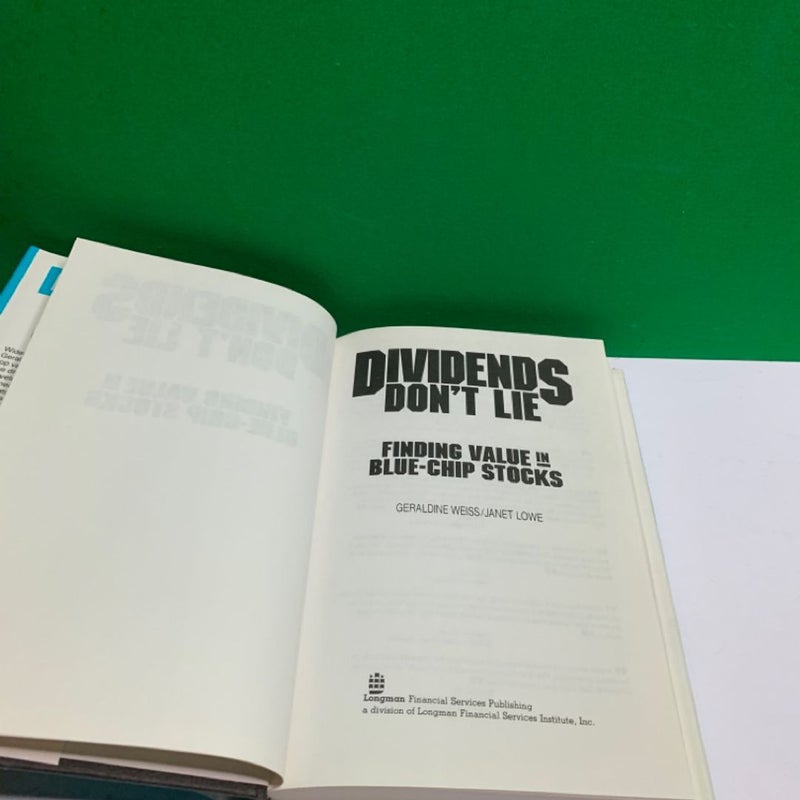 DIVIDENDS
DON'T LIE
FINDING VALUE IN
BLUE-CHIP STOCKS
GERALDINE WEISS/JANET LOWE
Longman Financial Services Publishing
a division of Longman Financial Services Institute, Inc.